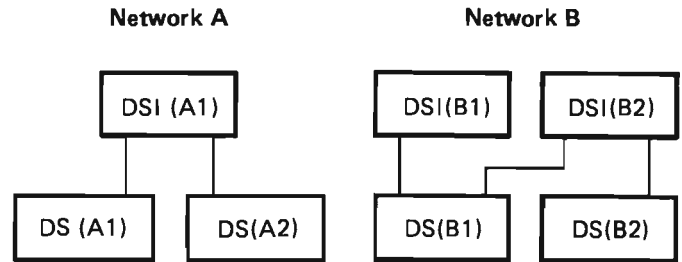 Network A
Network B
DSI (A1)
DSI(B1)
DSI(B2)
DS (A1)
DS(A2)
DS(B1)
DS(B2)